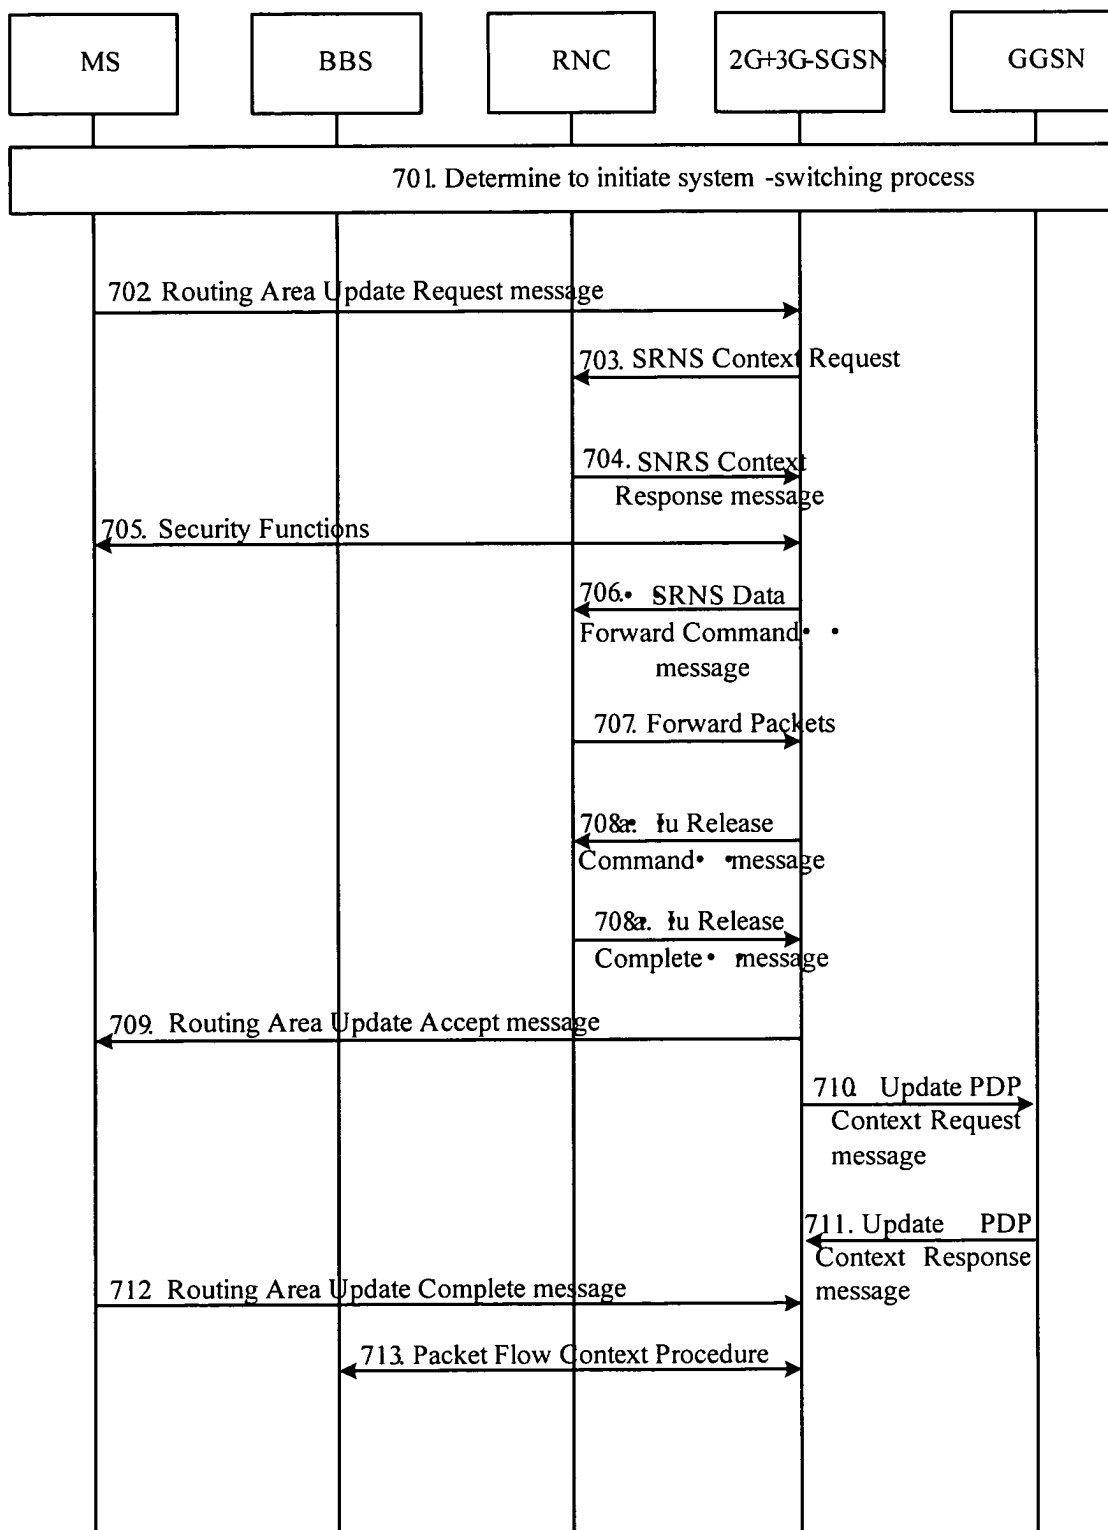 MS BBS RNC 2G+3G-SGSN GGSN
701. Determine to initiate system -switching process
702. Routing Area Update Request message
703. SRNS Context Request
704. SNRS Context
Response message
705. Security Functions
706.• • SRNS Data
Forward Command• •
message
707. Forward Packets
708a.• • Iu Release
Command• •message
708a. • Iu Release
Complete• •message
709. Routing Area Update Accept message
710. Update PDP
Context Request
message
711. Update PDP
Context Response
message
712 Routing Area Update Complete message
713. Packet Flow Context Procedure